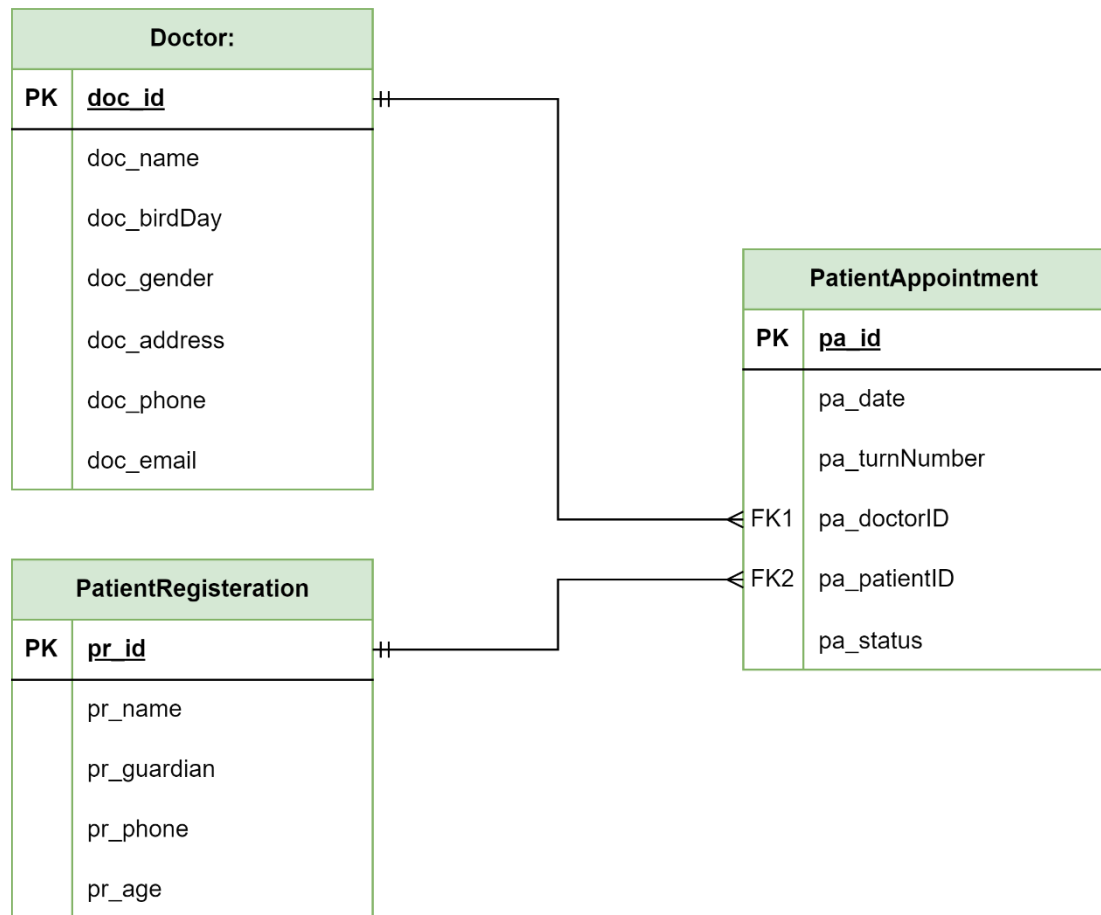 Doctor:
PK doc_id
doc_name
doc_birdDay
doc_gender
doc_address
doc_phone
doc_email
PatientRegisteration
PK pr_id
pr_name
pr_guardian
pr_phone
pr_age
PatientAppointment
PK pa_id
pa_date
pa_turnNumber
FK1 pa_doctorID
FK2 pa_patientID
pa_status